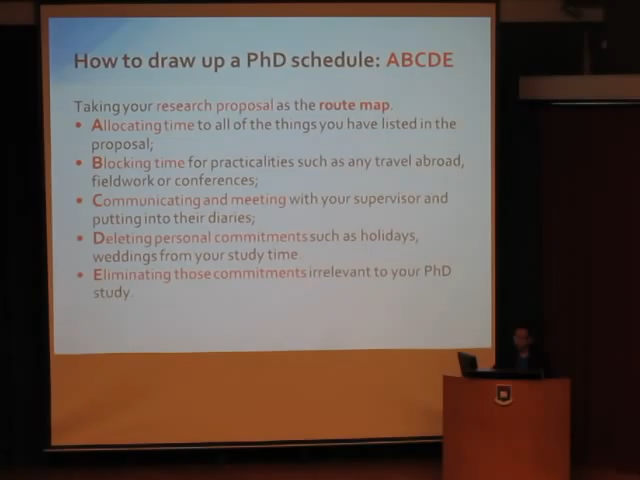 How to draw up a PhD schedule: ABCDE
Taking your research proposal as the route map.
• Allocating time to all of the things you have listed in the
proposal;
• Blocking time for practicalities such as any travel abroad,
fieldwork or conferences;
• Communicating and meeting with your supervisor and
putting into their diaries;
• Deleting personal commitments such as holidays,
weddings from your study time.
• Eliminating those commitments irrelevant to your PhD
study.